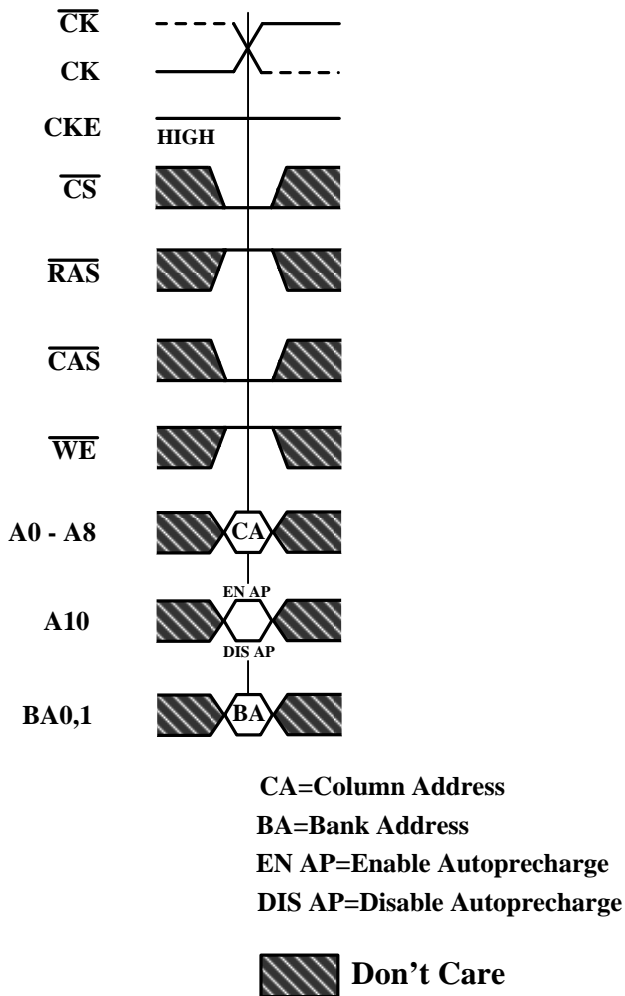 CK
CK
CKE
HIGH
CS
RAS
CAS
WE
A0 - A8
CA
EN AP
A10
DIS AP
BA0,1
BA
CA=Column Address
BA=Bank Address
EN AP=Enable Autoprecharge
DIS AP=Disable Autoprecharge
Don't Care